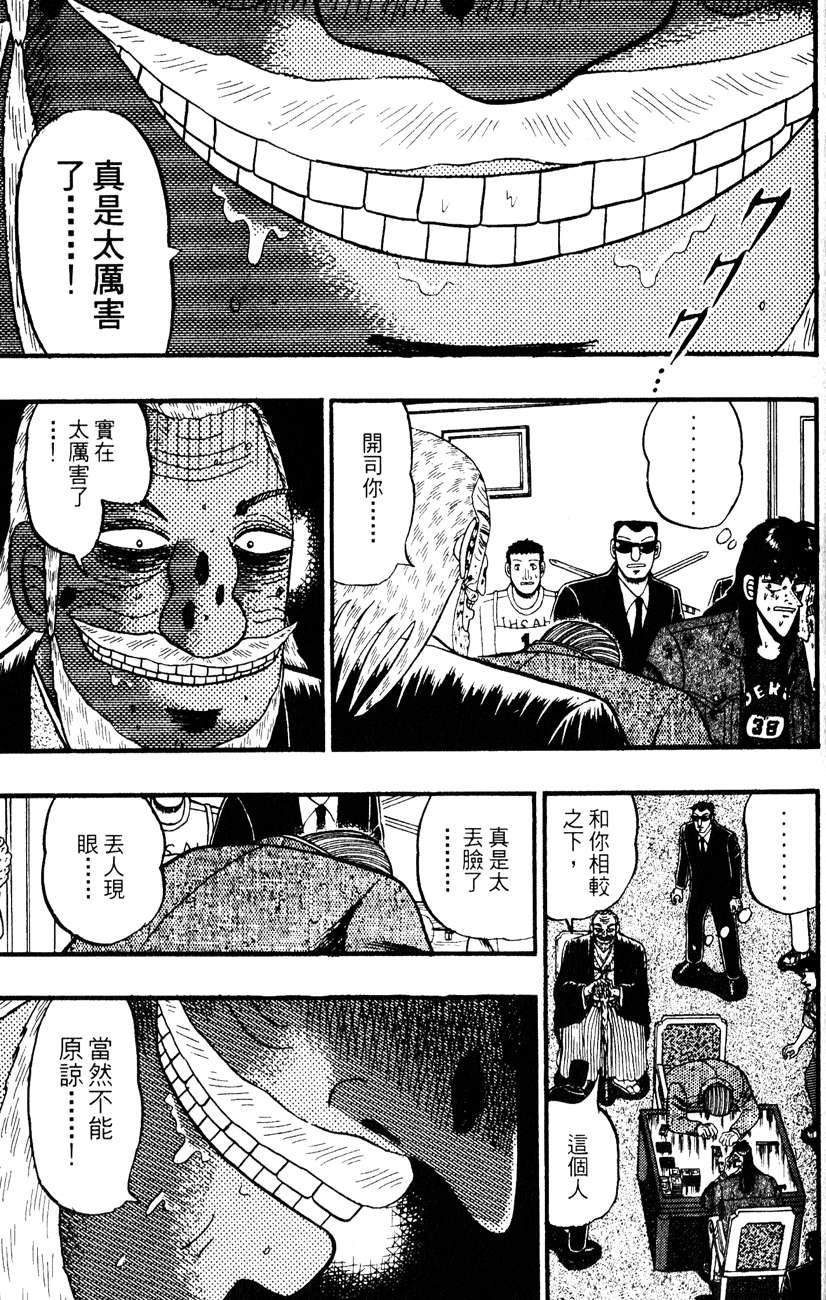 真是太厲害
了……！
ククク…
…………
開司你……
實在
太厲害了
…！
IHSA
38
…………
和你相較
之下，
這個人
真是太
丟臉了
……
丟人現
眼……
當然不能
原諒……！